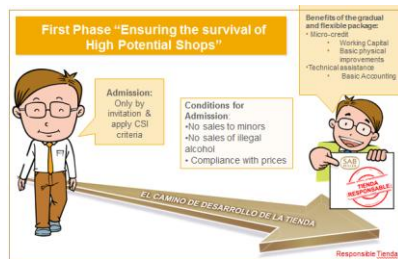 First Phase “Ensuring the survival of
High Potential Shops”
Benefits of the gradual
and flexible package:
• Micro-credit
• Working Capital
• Basic physical
improvements
•Technical assistance
• Basic Accounting
Admission:
Only by
invitation &
apply CSI
criteria
Conditions for
Admission:
•No sales to minors
•No sales of illegal
alcohol
• Compliance with prices
SAB
TIENDA
RESPONSABLE
EL CAMINO DE DESARROLLO DE LA TIENDA
Responsible Tienda